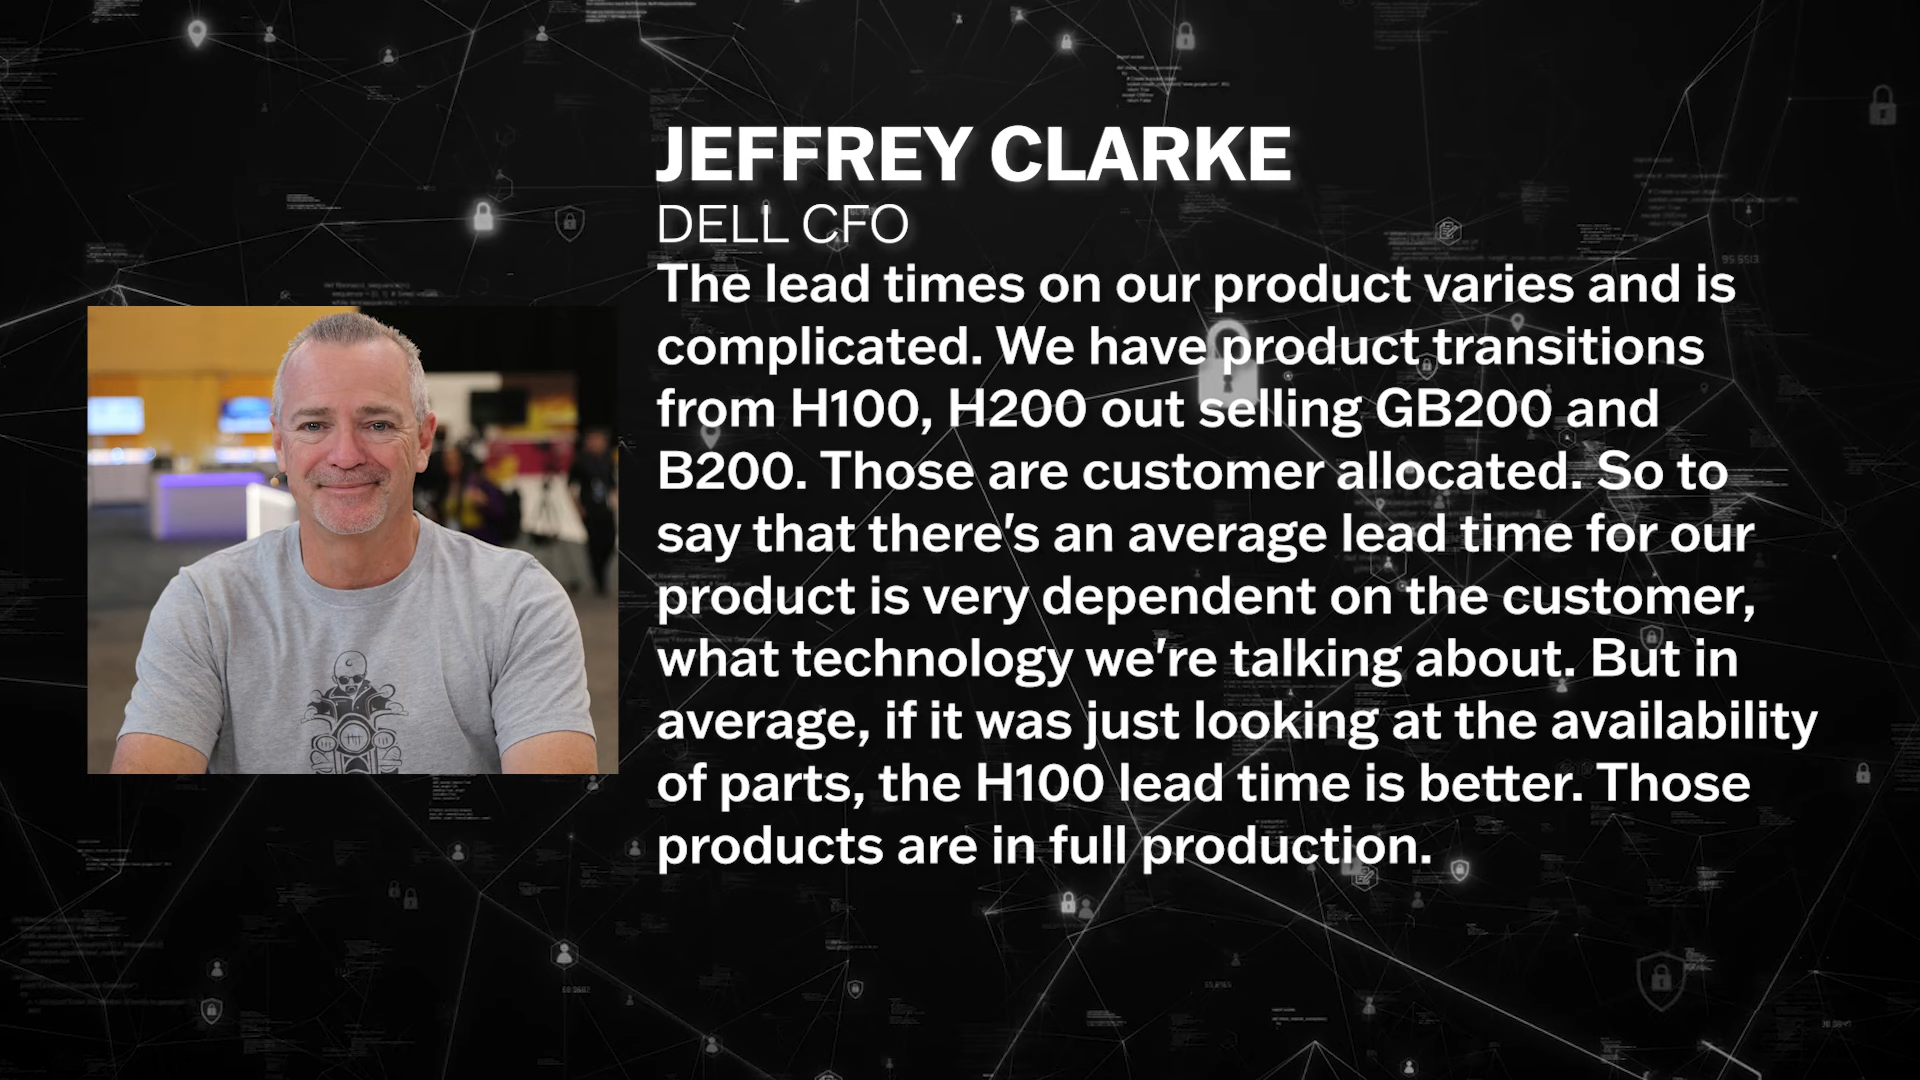 JEFFREY CLARKE
DELL CFO
The lead times on our product varies and is
complicated. We have product transitions
from H100, H200 out selling GB200 and
B200. Those are customer allocated. So to
say that there's an average lead time for our
product is very dependent on the customer,
what technology we're talking about. But in
average, if it was just looking at the availability
of parts, the H100 lead time is better. Those
products are in full production.